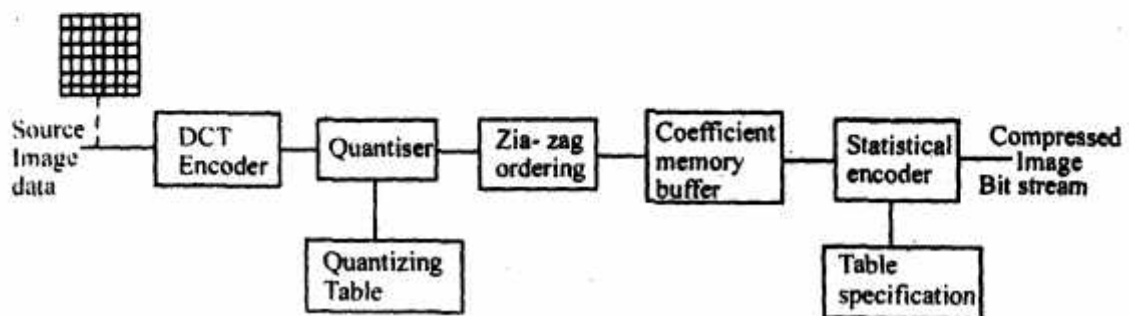 Source
Image
data
DCT
Encoder
Quantiser
Zia- zag
ordering
Coefficient
memory
buffer
Statistical
encoder
Compressed
Image
Bit stream
Quantizing
Table
Table
specification